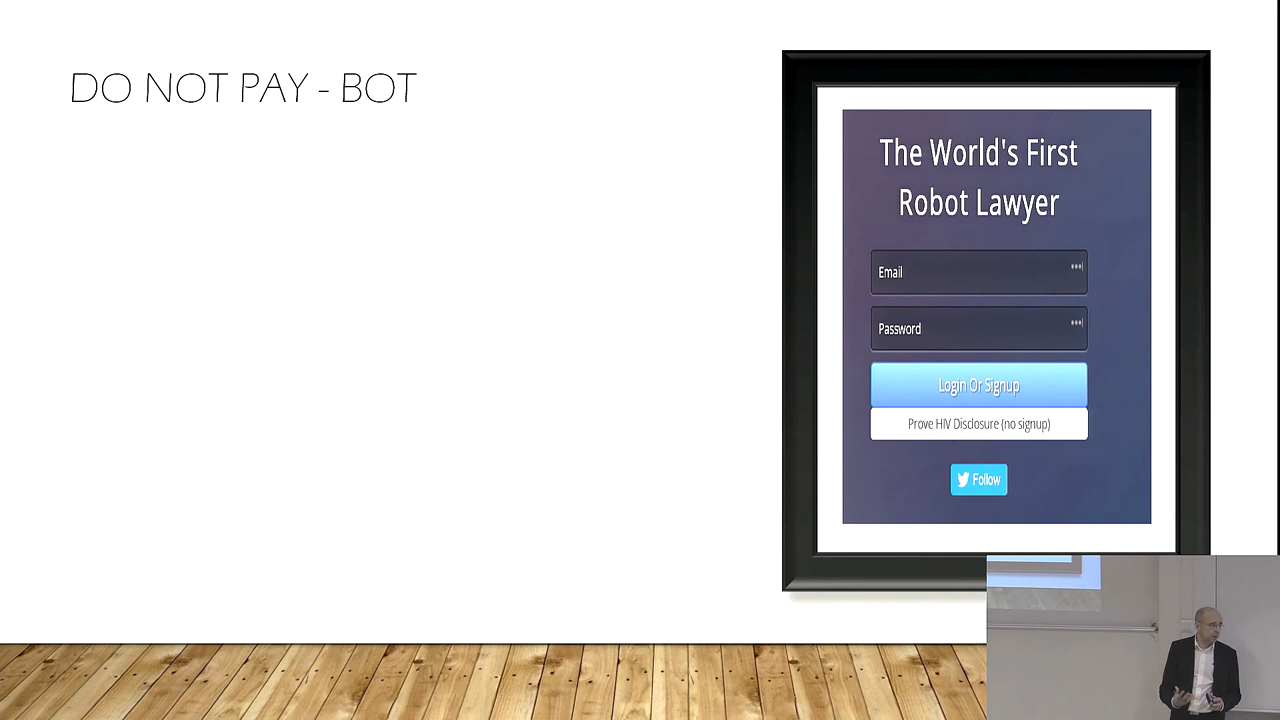 DO NOT PAY - BOT
The World's First
Robot Lawyer
Email
Password
Login Or Signup
Prove HIV Disclosure (no signup)
Follow